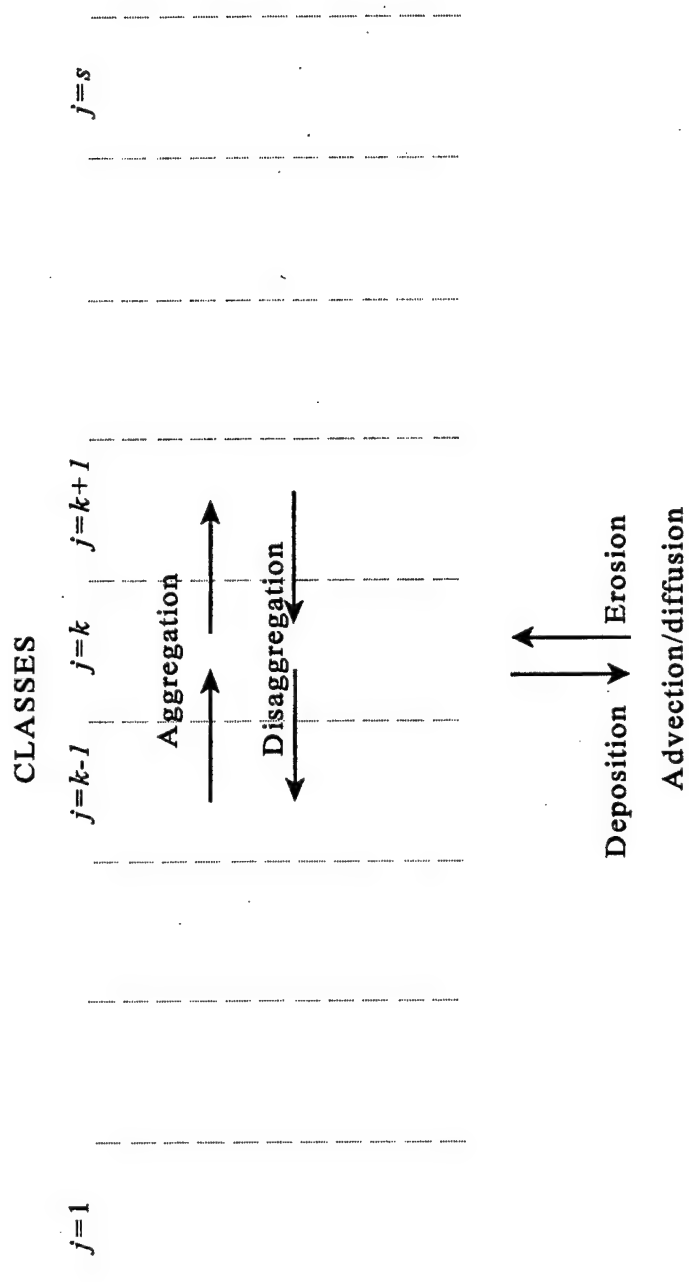 CLASSES
j=1 j=k-1 j=k j=k+1 j=s
Aggregation
Disaggregation
Deposition Erosion
Advection/diffusion